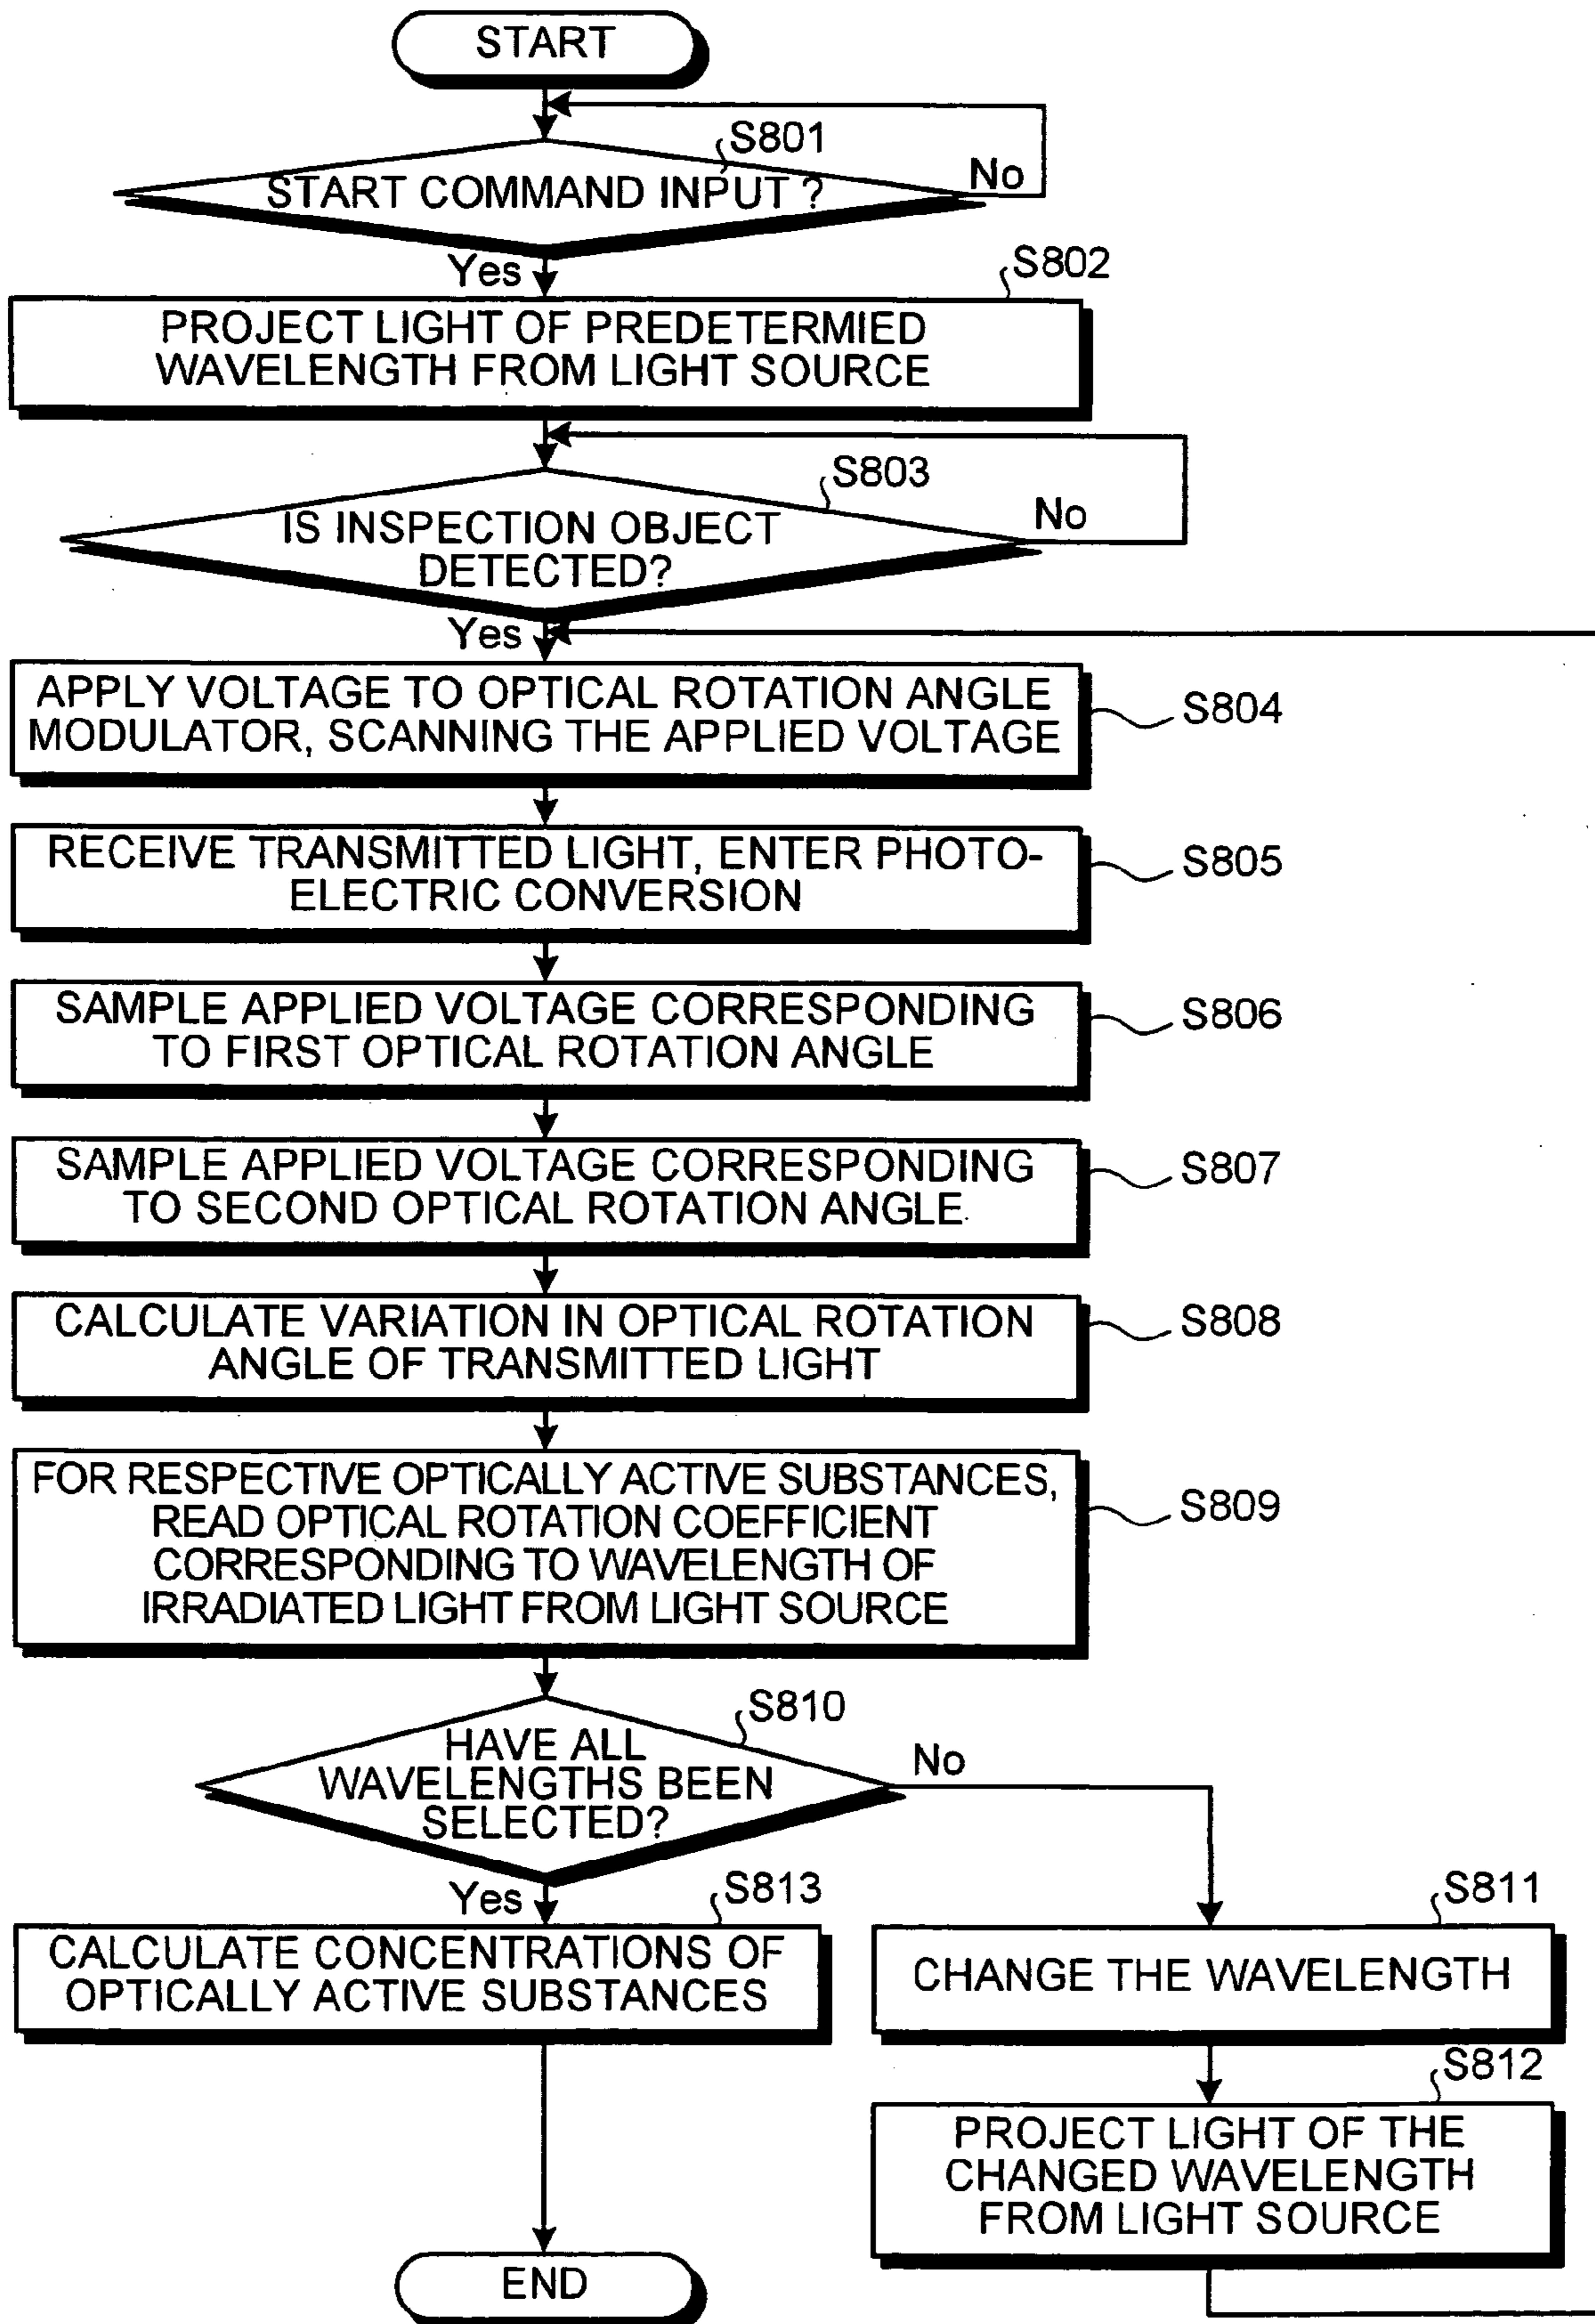 START
S801
START COMMAND INPUT ?
No
Yes
S802
PROJECT LIGHT OF PREDETERMIED
WAVELENGTH FROM LIGHT SOURCE
S803
IS INSPECTION OBJECT
DETECTED?
No
Yes
APPLY VOLTAGE TO OPTICAL ROTATION ANGLE
MODULATOR, SCANNING THE APPLIED VOLTAGE
S804
RECEIVE TRANSMITTED LIGHT, ENTER PHOTO-
ELECTRIC CONVERSION
S805
SAMPLE APPLIED VOLTAGE CORRESPONDING
TO FIRST OPTICAL ROTATION ANGLE
S806
SAMPLE APPLIED VOLTAGE CORRESPONDING
TO SECOND OPTICAL ROTATION ANGLE
S807
CALCULATE VARIATION IN OPTICAL ROTATION
ANGLE OF TRANSMITTED LIGHT
S808
FOR RESPECTIVE OPTICALLY ACTIVE SUBSTANCES,
READ OPTICAL ROTATION COEFFICIENT
CORRESPONDING TO WAVELENGTH OF
IRRADIATED LIGHT FROM LIGHT SOURCE
S809
S810
HAVE ALL
WAVELENGTHS BEEN
SELECTED?
No
Yes
S813
CALCULATE CONCENTRATIONS OF
OPTICALLY ACTIVE SUBSTANCES
S811
CHANGE THE WAVELENGTH
S812
PROJECT LIGHT OF THE
CHANGED WAVELENGTH
FROM LIGHT SOURCE
END